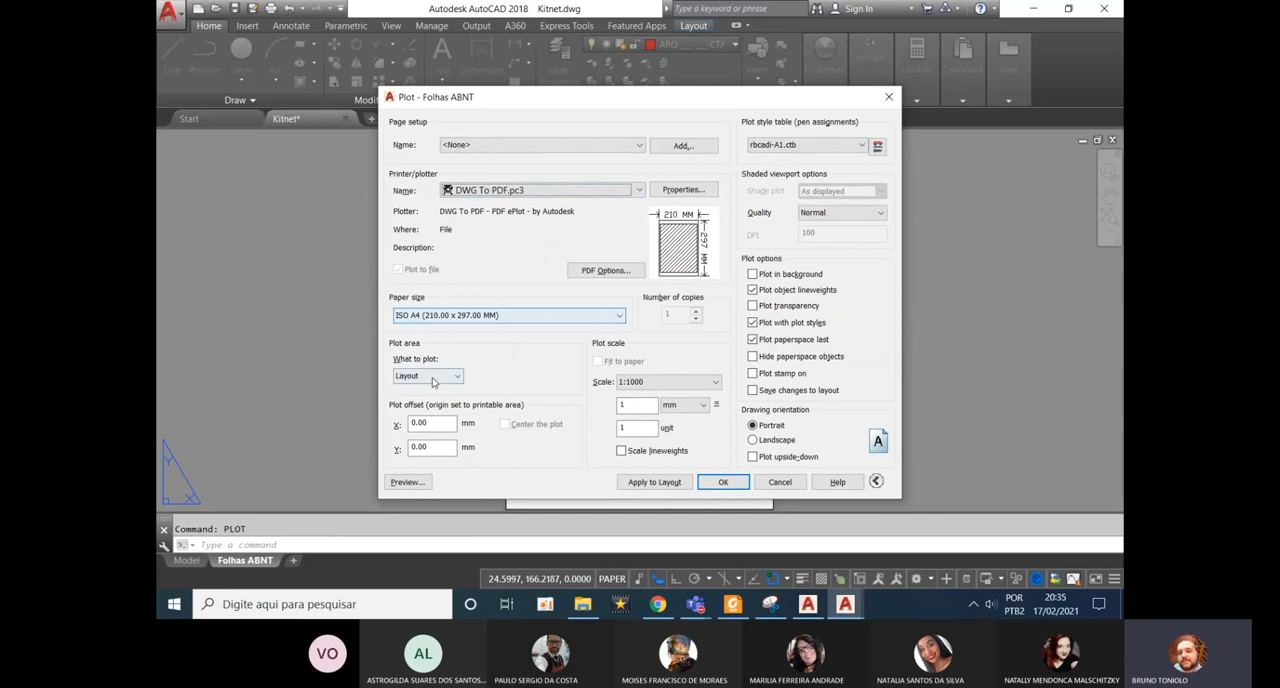 Autodesk AutoCAD 2018 Kitnet.dwg
Type a keyword or phrase
Sign In
Home Insert Annotate Parametric View Manage Output A360 Express Tools Featured Apps Layout
Draw
Start Kitnet*
Plot - Folhas ABNT
Page setup
Name: <None> Add...
Printer/plotter
Name: DWG To PDF.pc3 Properties...
Plotter: DWG To PDF - PDF ePlot - by Autodesk
Where: File
Description:
Plot to file
PDF Options...
210 MM
297 MM
Paper size
ISO A4 (210.00 x 297.00 MM)
Number of copies
1
Plot area
What to plot:
Layout
Plot scale
Fit to paper
Scale: 1:1000
1 mm =
1 unit
Scale lineweights
Plot offset (origin set to printable area)
X: 0.00 mm Center the plot
Y: 0.00 mm
Plot style table (pen assignments)
rbcadi-A1.ctb
Shaded viewport options
Shade plot As displayed
Quality Normal
DPI 100
Plot options
Plot in background
Plot object lineweights
Plot transparency
Plot with plot styles
Plot paperspace last
Hide paperspace objects
Plot stamp on
Save changes to layout
Drawing orientation
Portrait
Landscape
Plot upside-down
A
Preview... Apply to Layout OK Cancel Help
Y
X
Command: PLOT
Type a command
Model Folhas ABNT
24.5997, 166.2187, 0.0000 PAPER
Digite aqui para pesquisar
POR
PTB2
20:35
17/02/2021
VO
AL
ASTROGILDA SUARES DOS SANTOS... PAULO SERGIO DA COSTA MOISES FRANCISCO DE MORAES MARILIA FERREIRA ANDRADE NATALIA SANTOS DA SILVA NATALLY MENDONCA MALSCHITZKY BRUNO TONIOLO